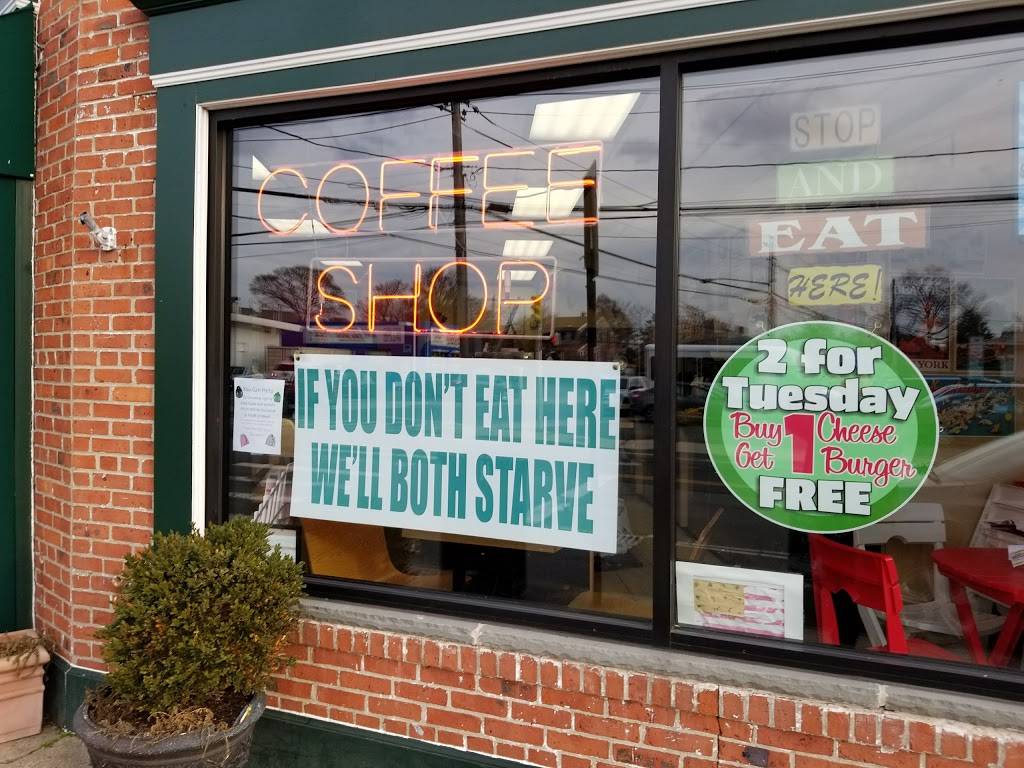 COFFEE
SHOP
IF YOU DON'T EAT HERE
WE'LL BOTH STARVE
STOP
AND
EAT
HERE!
2 for
Tuesday
Buy 1 Cheese
Get Burger
FREE
YORK